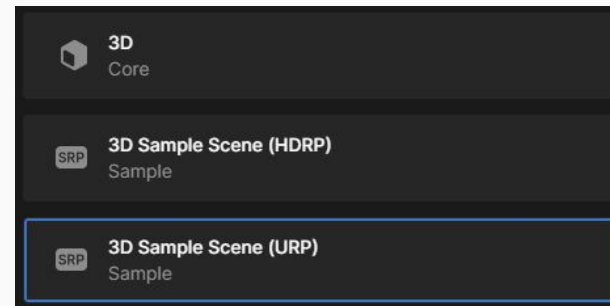 3D
Core
SRP
3D Sample Scene (HDRP)
Sample
SRP
3D Sample Scene (URP)
Sample